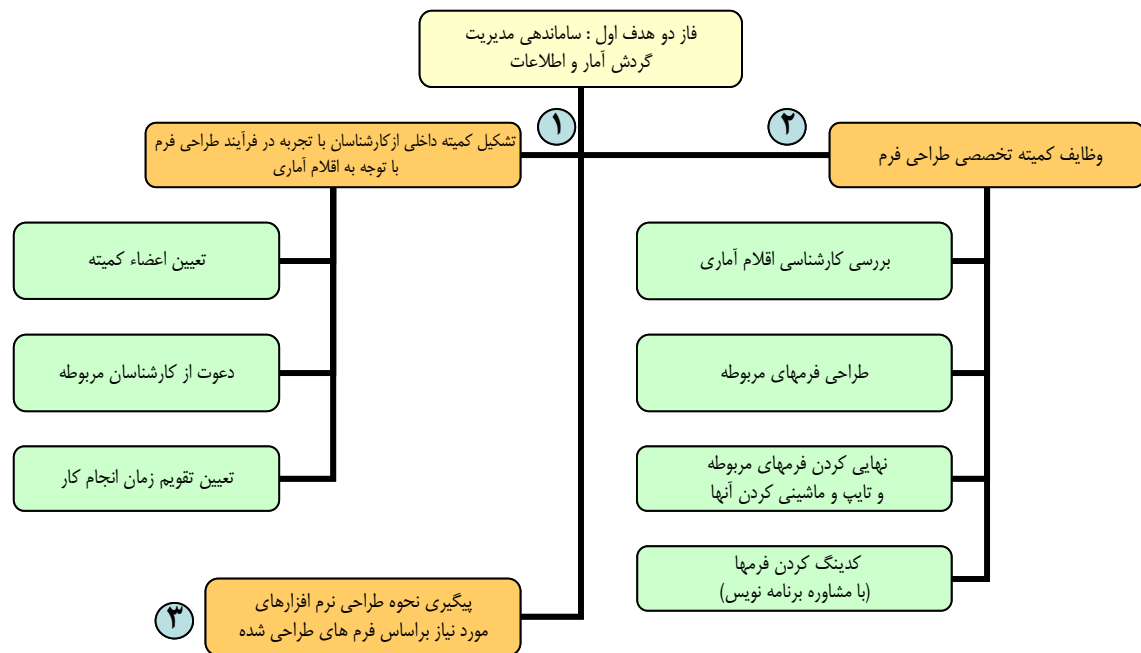 فاز دو هدف اول : ساماندهی مدیریت
گردش آمار و اطلاعات
۱
تشکیل کمیته داخلی ازکارشناسان با تجربه در فرآیند طراحی فرم
با توجه به اقلام آماری
تعیین اعضاء کمیته
دعوت از کارشناسان مربوطه
تعیین تقویم زمان انجام کار
۲
وظایف کمیته تخصصی طراحی فرم
بررسی کارشناسی اقلام آماری
طراحی فرمهای مربوطه
نهایی کردن فرمهای مربوطه
و تایپ و ماشینی کردن آنها
کدینگ کردن فرمها
(با مشاوره برنامه نویس)
۳
پیگیری نحوه طراحی نرم افزارهای
مورد نیاز براساس فرم های طراحی شده